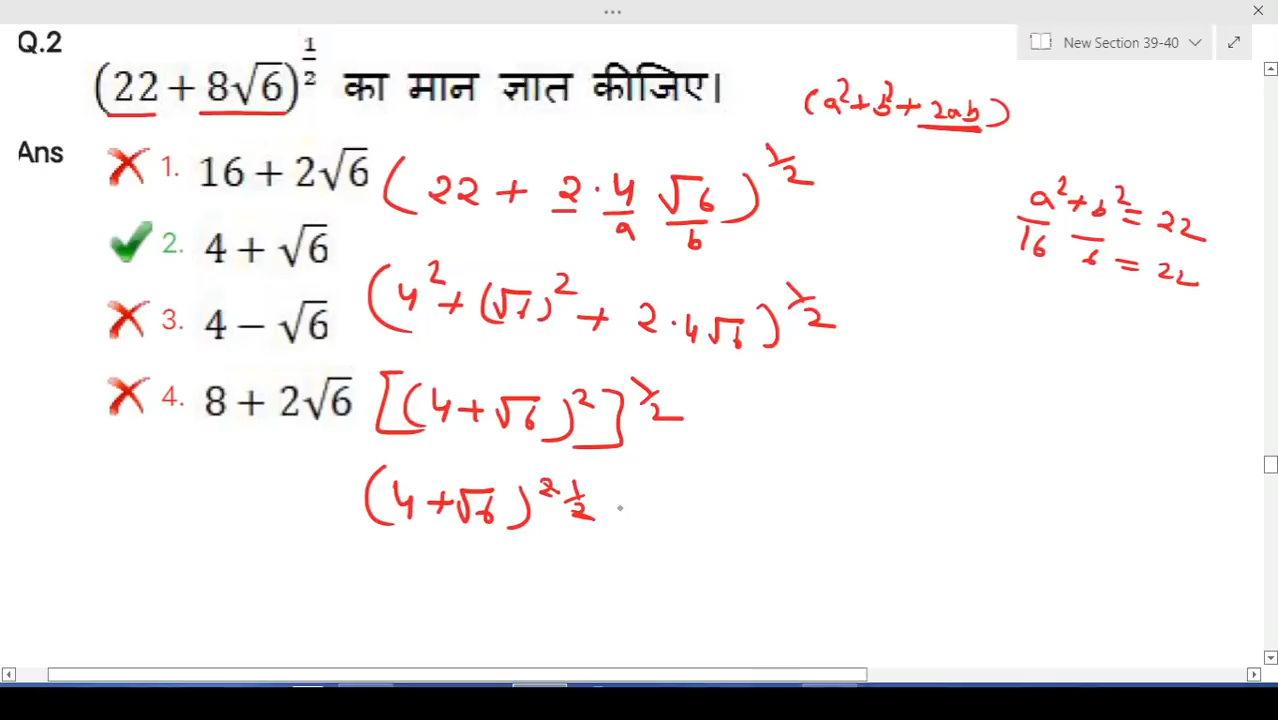 New Section 39-40
Q.2
(22 + 8√6)^(1/2) का मान ज्ञात कीजिए।
(a² + b² + 2ab)
Ans
1. 16 + 2√6
2. 4 + √6
3. 4 − √6
4. 8 + 2√6
(22 + 2·4 √6)^(1/2)
a b
a² + b² = 22
16 6 = 22
(4² + (√6)² + 2·4√6)^(1/2)
[(4 + √6)²]^(1/2)
(4 + √6)^(2·1/2)